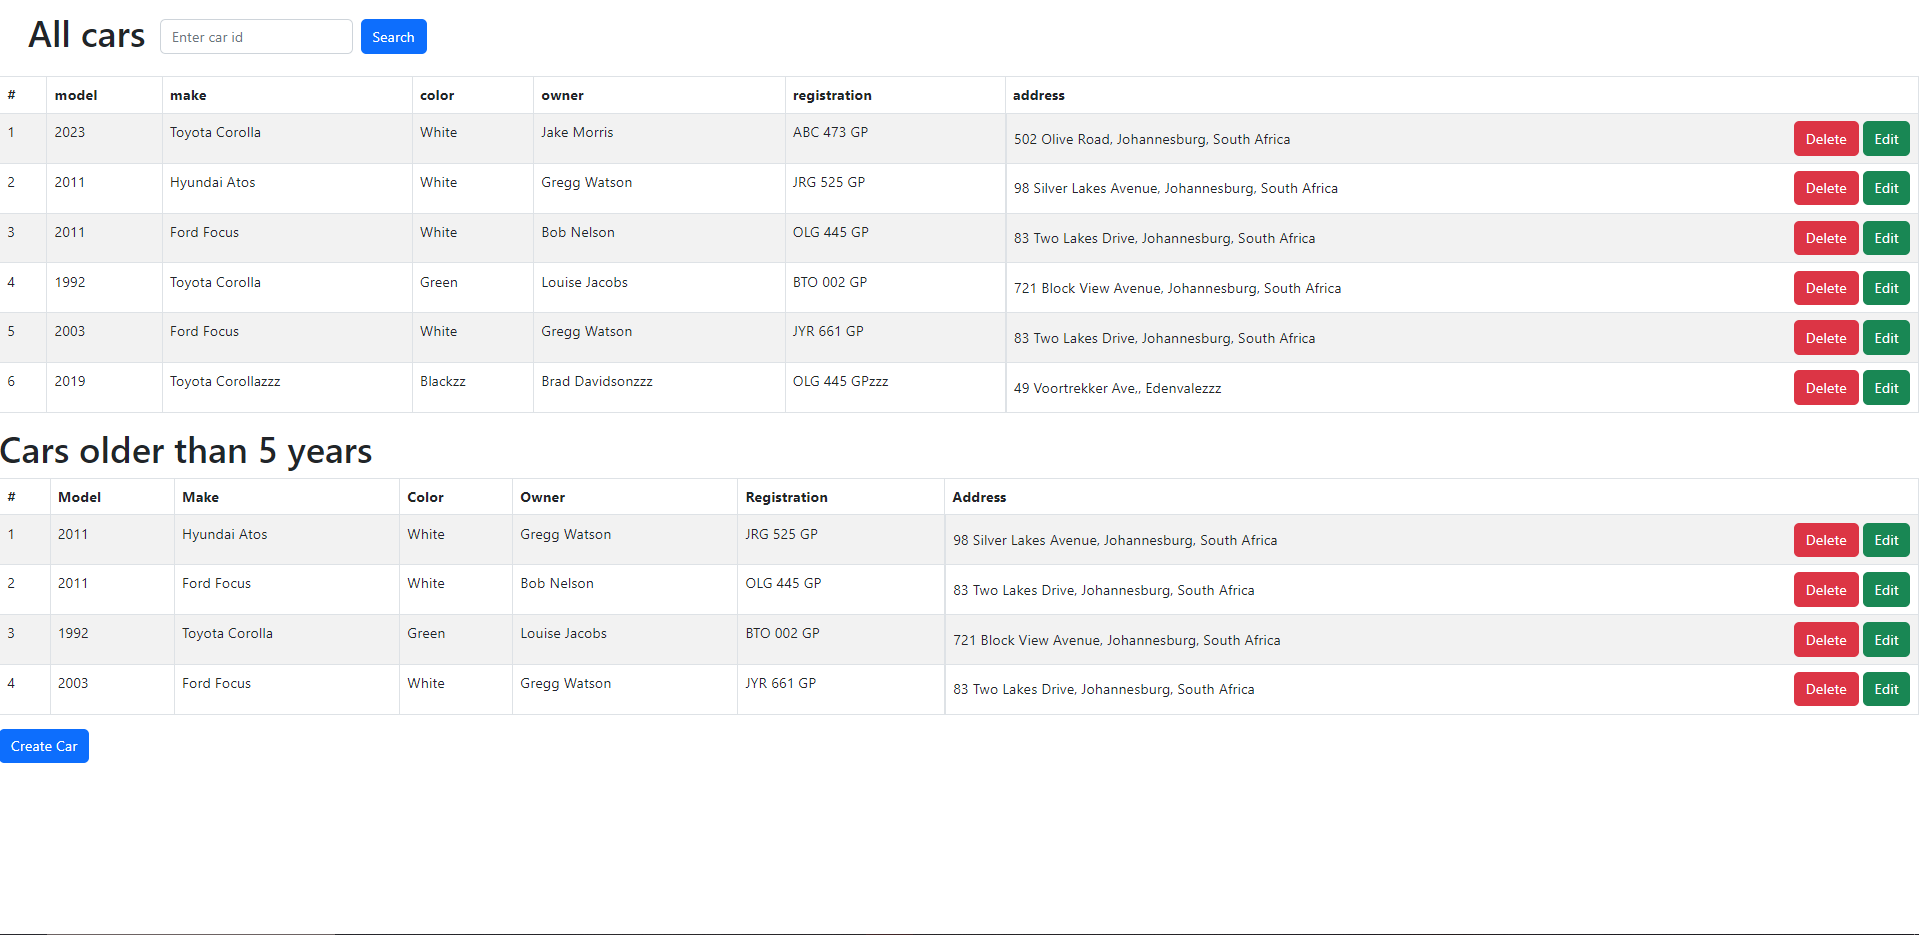 All cars Enter car id Search
# model make color owner registration address
1 2023 Toyota Corolla White Jake Morris ABC 473 GP 502 Olive Road, Johannesburg, South Africa Delete Edit
2 2011 Hyundai Atos White Gregg Watson JRG 525 GP 98 Silver Lakes Avenue, Johannesburg, South Africa Delete Edit
3 2011 Ford Focus White Bob Nelson OLG 445 GP 83 Two Lakes Drive, Johannesburg, South Africa Delete Edit
4 1992 Toyota Corolla Green Louise Jacobs BTO 002 GP 721 Block View Avenue, Johannesburg, South Africa Delete Edit
5 2003 Ford Focus White Gregg Watson JYR 661 GP 83 Two Lakes Drive, Johannesburg, South Africa Delete Edit
6 2019 Toyota Corollazzz Blackzz Brad Davidsonzzz OLG 445 GPzzz 49 Voortrekker Ave,, Edenvalezzz Delete Edit
Cars older than 5 years
# Model Make Color Owner Registration Address
1 2011 Hyundai Atos White Gregg Watson JRG 525 GP 98 Silver Lakes Avenue, Johannesburg, South Africa Delete Edit
2 2011 Ford Focus White Bob Nelson OLG 445 GP 83 Two Lakes Drive, Johannesburg, South Africa Delete Edit
3 1992 Toyota Corolla Green Louise Jacobs BTO 002 GP 721 Block View Avenue, Johannesburg, South Africa Delete Edit
4 2003 Ford Focus White Gregg Watson JYR 661 GP 83 Two Lakes Drive, Johannesburg, South Africa Delete Edit
Create Car